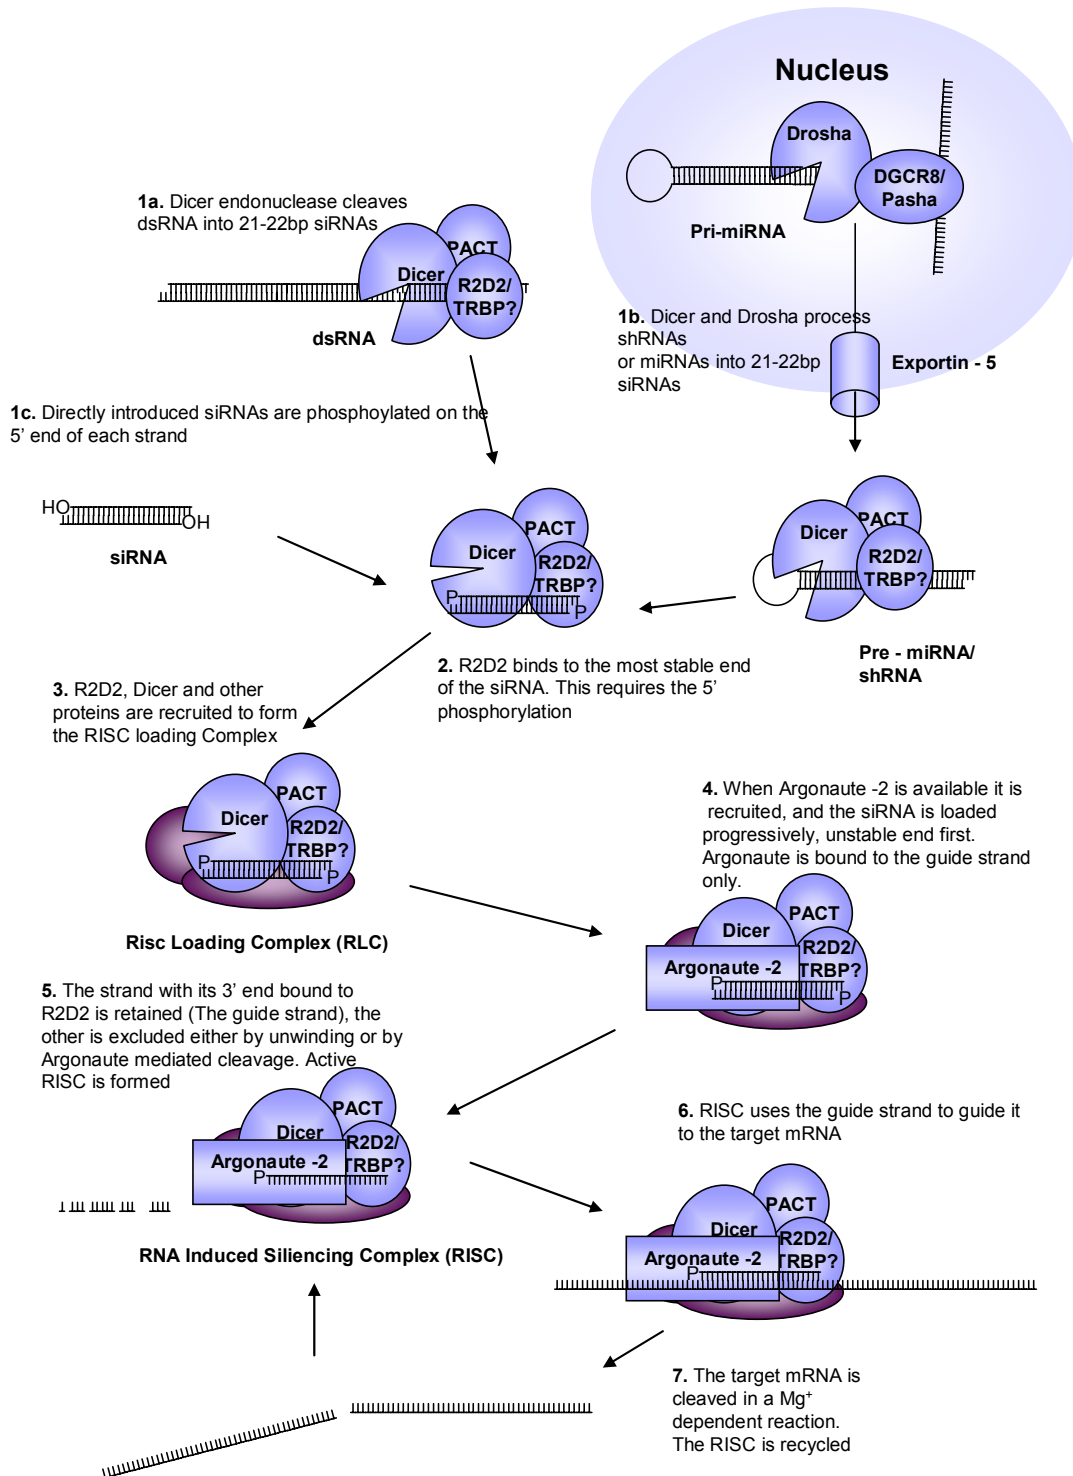 Nucleus
Drosha
DGCR8/
Pasha
Pri-miRNA
1a. Dicer endonuclease cleaves
dsRNA into 21-22bp siRNAs
PACT
Dicer
R2D2/
TRBP?
dsRNA
1b. Dicer and Drosha process
shRNAs
or miRNAs into 21-22bp
siRNAs
Exportin - 5
1c. Directly introduced siRNAs are phosphoylated on the
5’ end of each strand
HO
OH
siRNA
PACT
Dicer
R2D2/
TRBP?
P
P
PACT
Dicer
R2D2/
TRBP?
Pre - miRNA/
shRNA
2. R2D2 binds to the most stable end
of the siRNA. This requires the 5’
phosphorylation
3. R2D2, Dicer and other
proteins are recruited to form
the RISC loading Complex
PACT
Dicer
R2D2/
TRBP?
P
P
Risc Loading Complex (RLC)
4. When Argonaute -2 is available it is
recruited, and the siRNA is loaded
progressively, unstable end first.
Argonaute is bound to the guide strand
only.
PACT
Dicer
R2D2/
Argonaute -2
TRBP?
P
P
5. The strand with its 3’ end bound to
R2D2 is retained (The guide strand), the
other is excluded either by unwinding or by
Argonaute mediated cleavage. Active
RISC is formed
PACT
Dicer
R2D2/
Argonaute -2
TRBP?
P
RNA Induced Siliencing Complex (RISC)
6. RISC uses the guide strand to guide it
to the target mRNA
PACT
Dicer
R2D2/
Argonaute -2
TRBP?
P
7. The target mRNA is
cleaved in a Mg⁺
dependent reaction.
The RISC is recycled